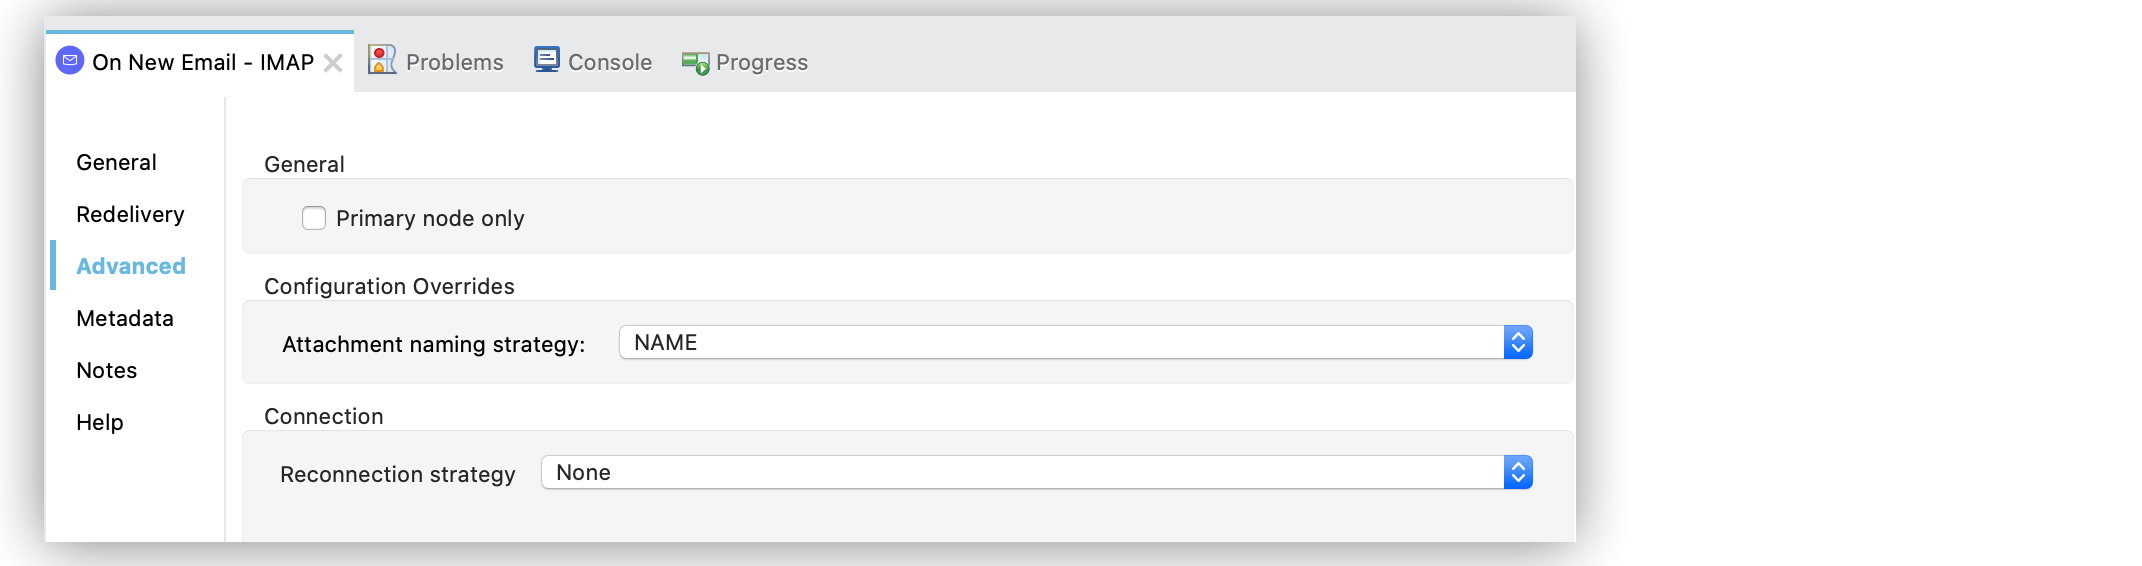 On New Email - IMAP
Problems
Console
Progress
General
Redelivery
Advanced
Metadata
Notes
Help
General
Primary node only
Configuration Overrides
Attachment naming strategy: NAME
Connection
Reconnection strategy None